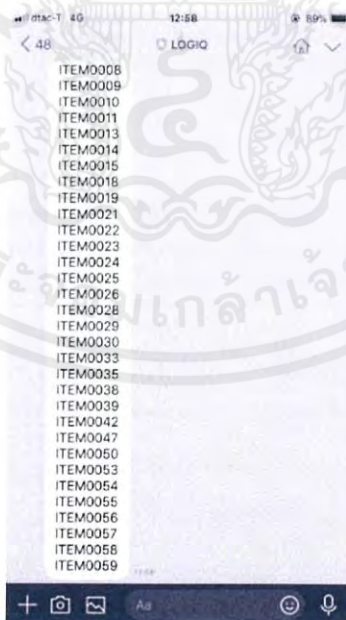 dtac-T 4G 12:58 89%
48 LOGIQ
ITEM0008
ITEM0009
ITEM0010
ITEM0011
ITEM0013
ITEM0014
ITEM0015
ITEM0018
ITEM0019
ITEM0021
ITEM0022
ITEM0023
ITEM0024
ITEM0025
ITEM0026
ITEM0028
ITEM0029
ITEM0030
ITEM0033
ITEM0035
ITEM0038
ITEM0039
ITEM0042
ITEM0047
ITEM0050
ITEM0053
ITEM0054
ITEM0055
ITEM0056
ITEM0057
ITEM0058
ITEM0059
Aa